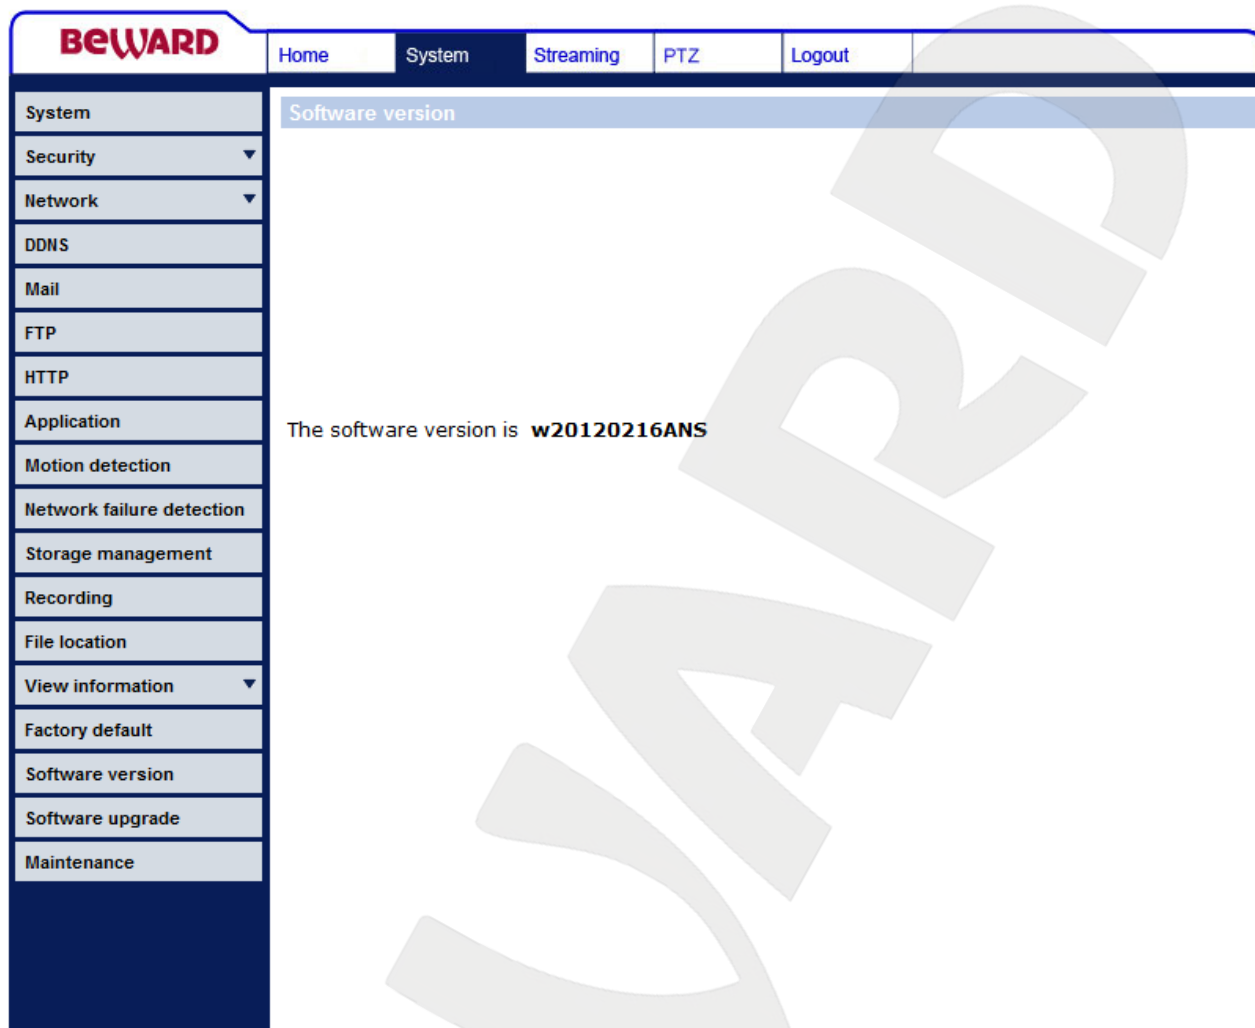 BEWARD
Home System Streaming PTZ Logout
Software version
System
Security
Network
DDNS
Mail
FTP
HTTP
Application
Motion detection
Network failure detection
Storage management
Recording
File location
View information
Factory default
Software version
Software upgrade
Maintenance
The software version is w20120216ANS
WARD